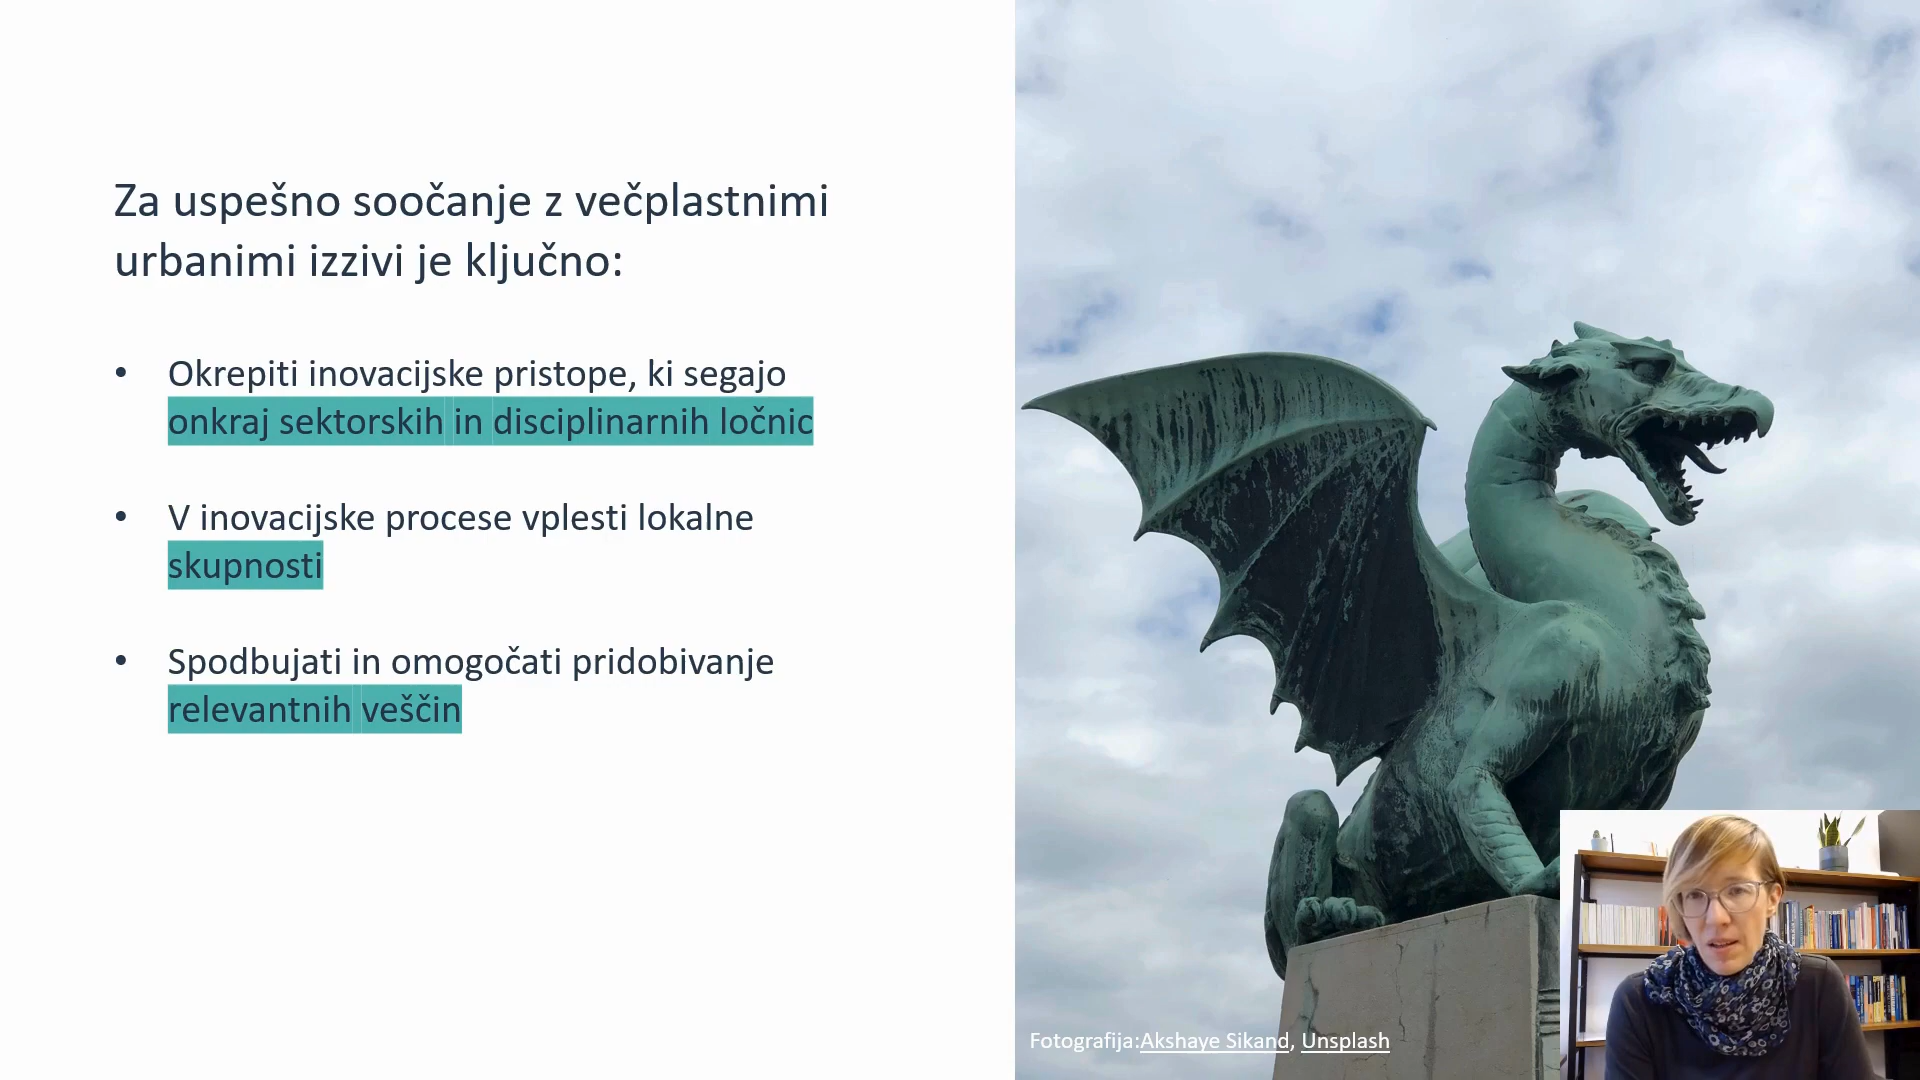 Za uspešno soočanje z večplastnimi
urbanimi izzivi je ključno:
• Okrepiti inovacijske pristope, ki segajo
onkraj sektorskih in disciplinarnih ločnic
• V inovacijske procese vplesti lokalne
skupnosti
• Spodbujati in omogočati pridobivanje
relevantnih veščin
Fotografija:Akshaye Sikand, Unsplash